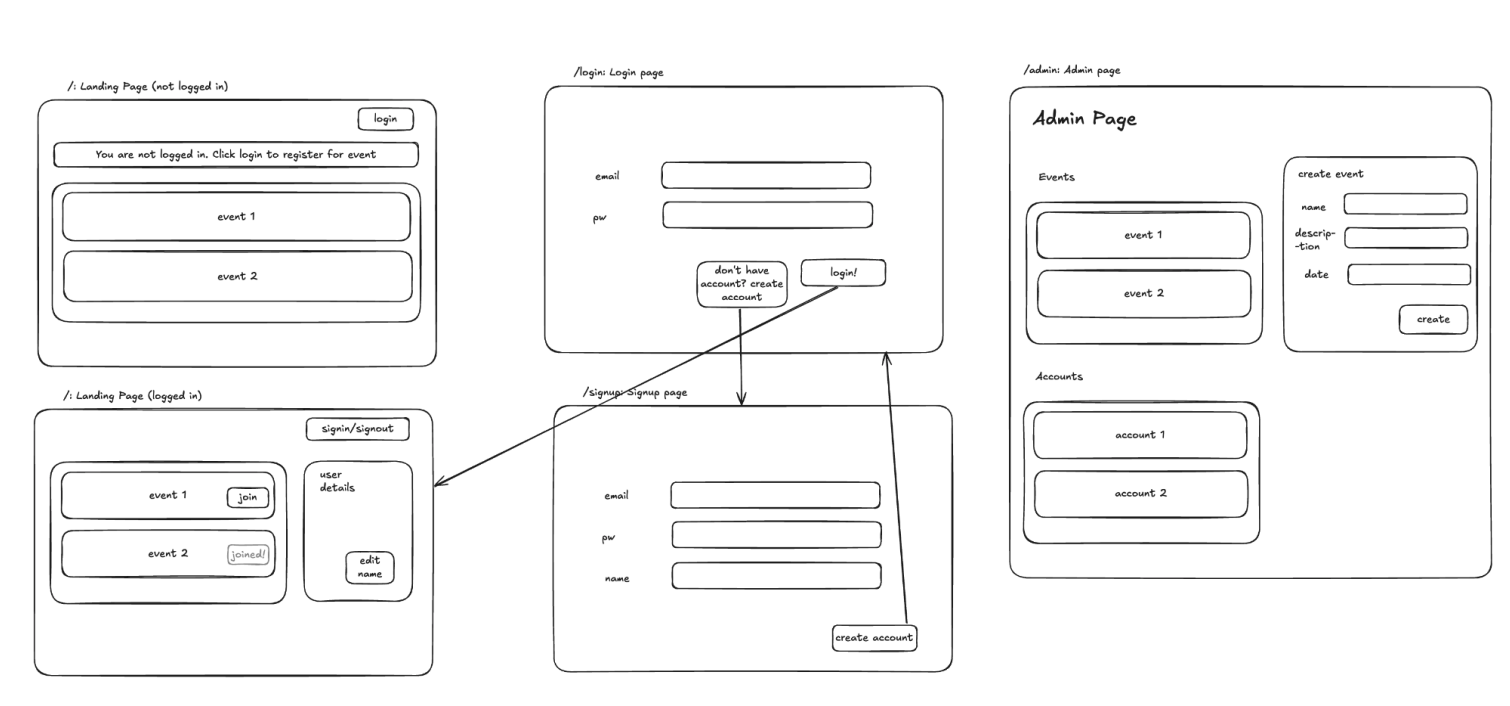 /: Landing Page (not logged in)
login
You are not logged in. Click login to register for event
event 1
event 2
/: Landing Page (logged in)
signin/signout
event 1
join
event 2
joined!
user
details
edit
name
/login: Login page
email
pw
don't have
account? create
account
login!
/signup: Signup page
email
pw
name
create account
/admin: Admin page
Admin Page
Events
event 1
event 2
create event
name
descrip-
-tion
date
create
Accounts
account 1
account 2